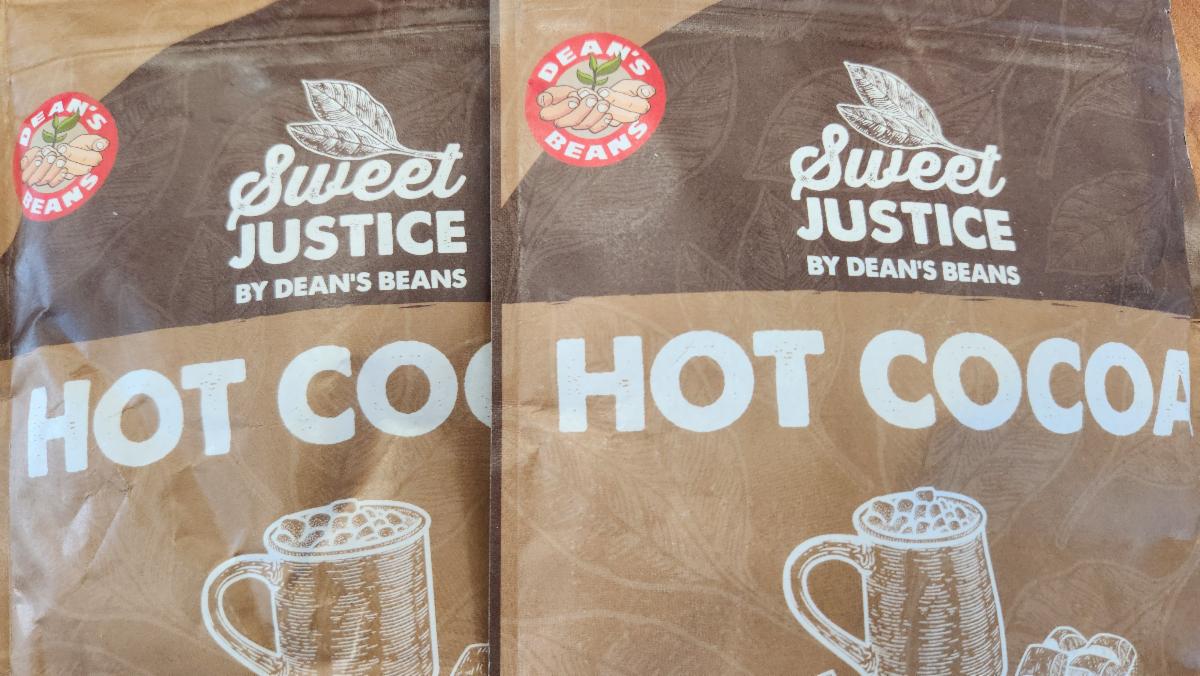 DEAN'S
BEANS
Sweet
JUSTICE
BY DEAN'S BEANS
HOT COC
DEAN'S
BEANS
Sweet
JUSTICE
BY DEAN'S BEANS
HOT COCOA